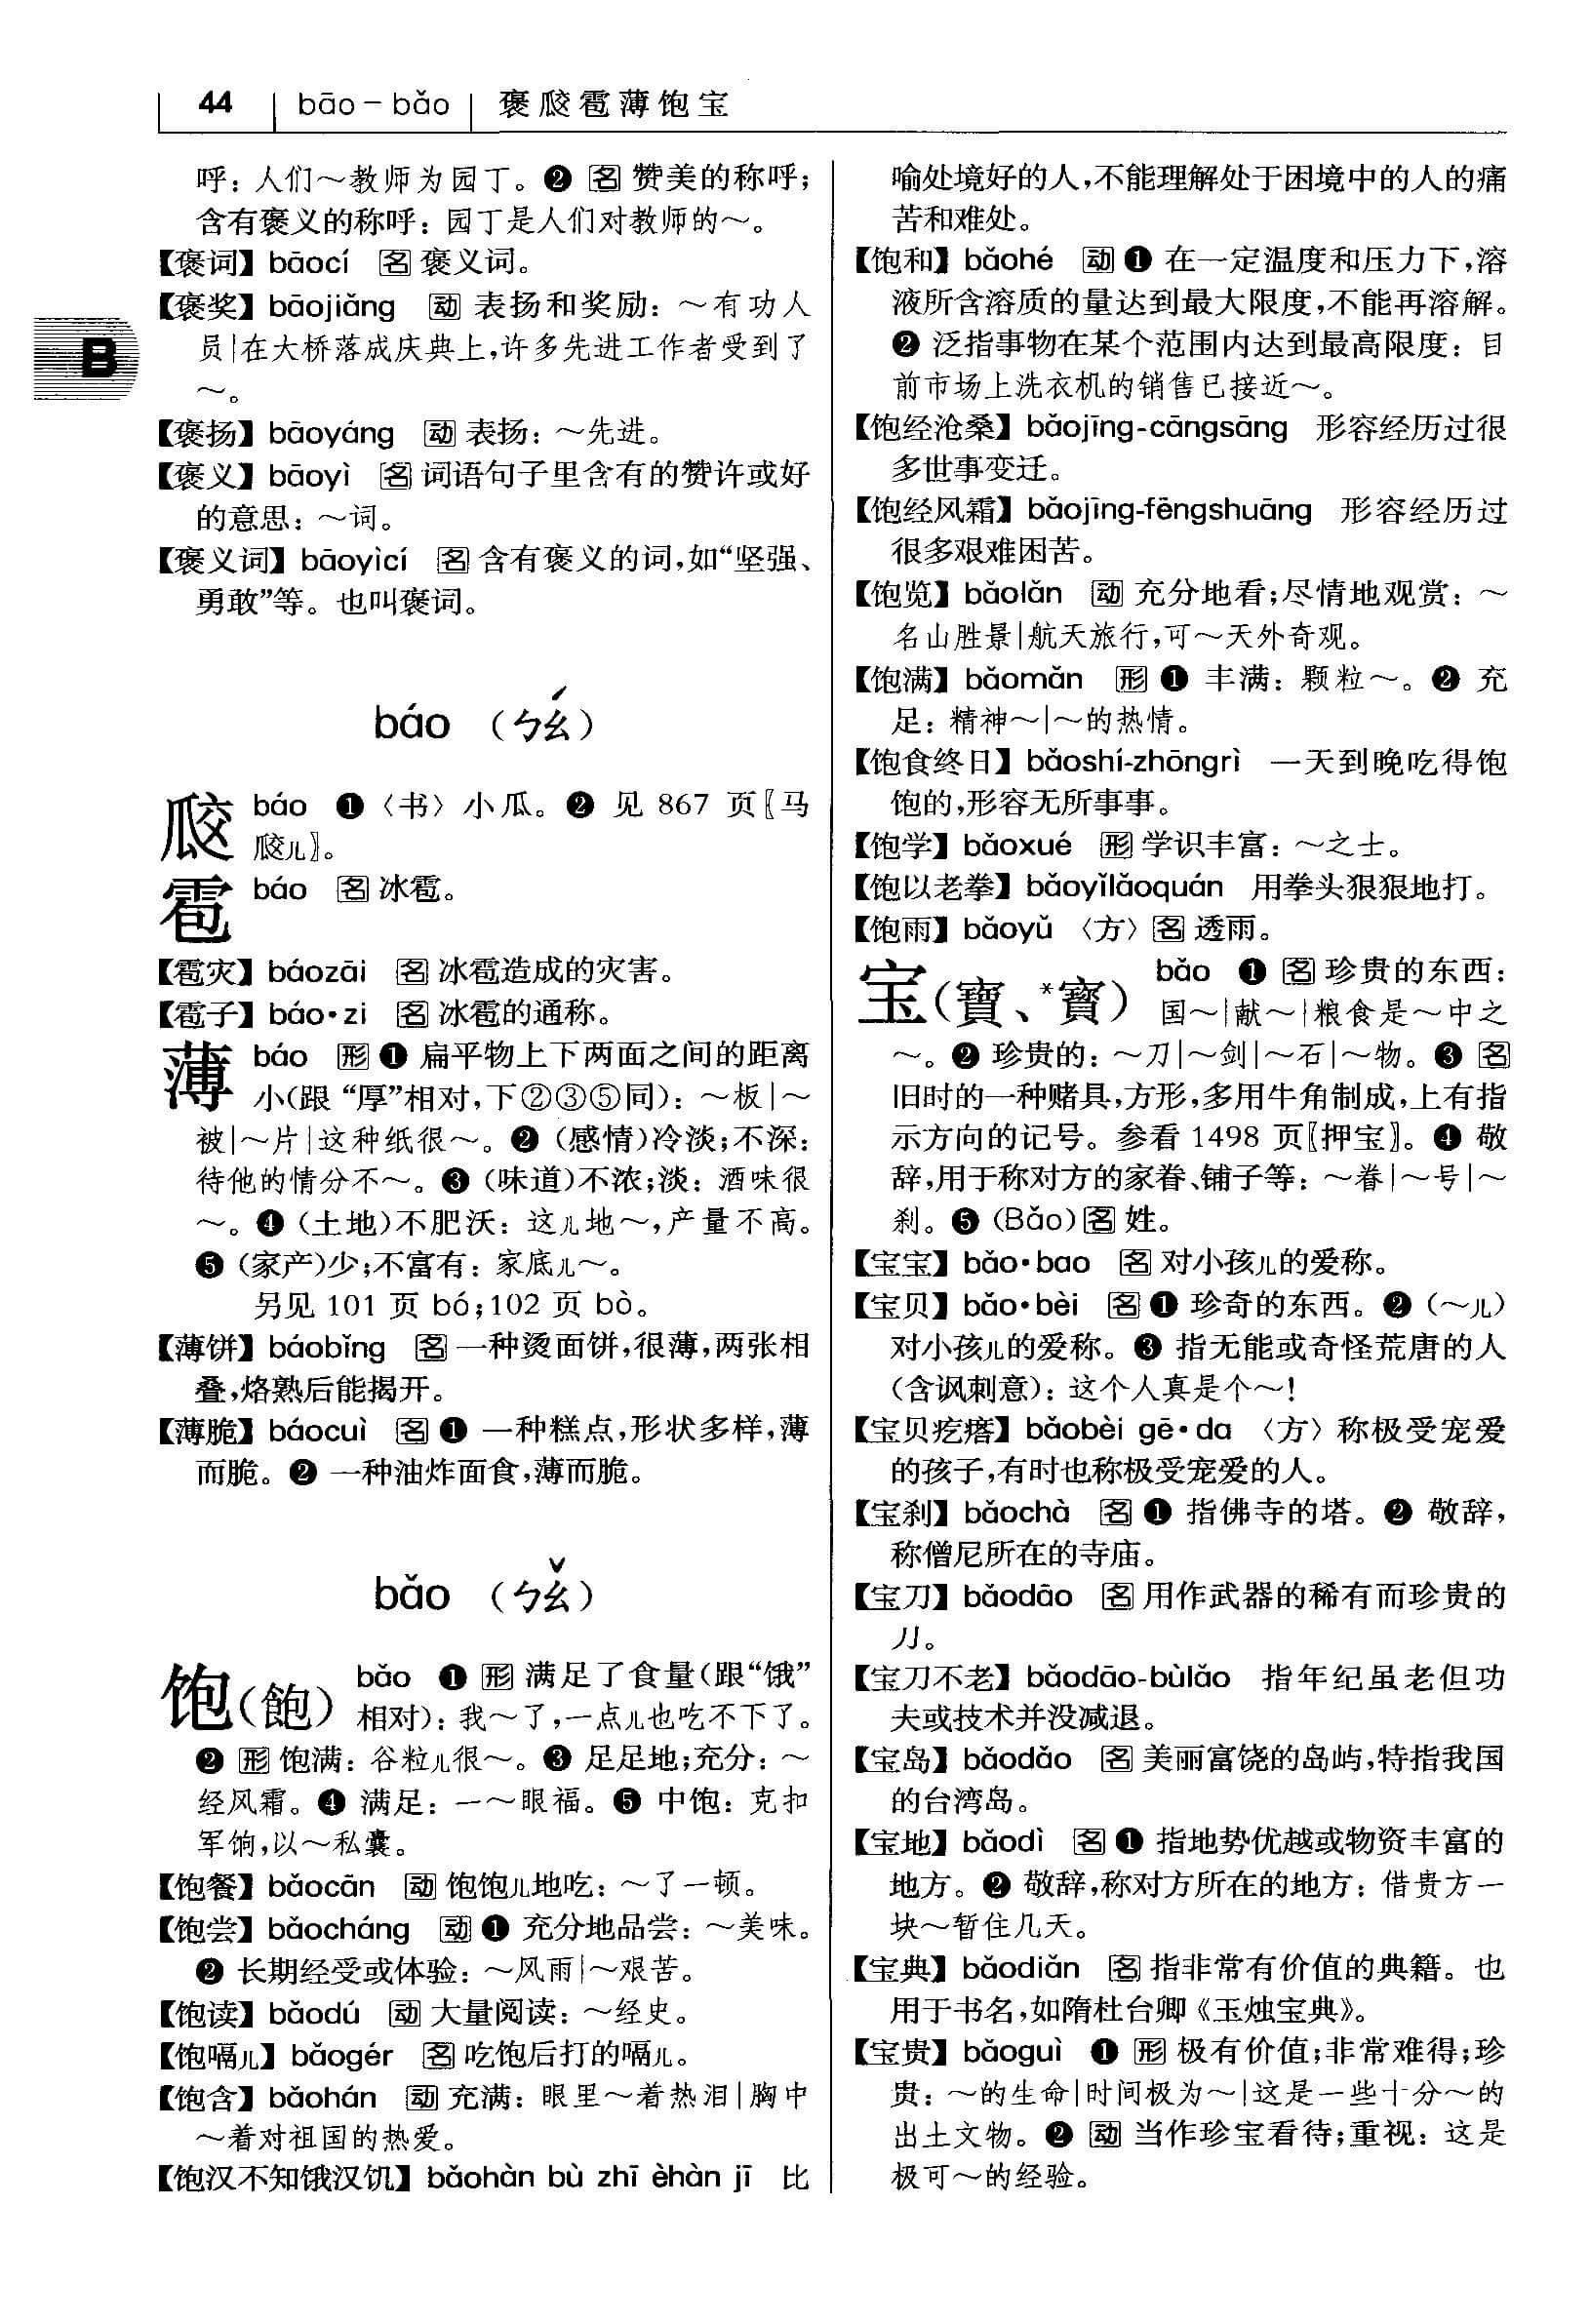 44 bāo－bǎo 褒瓝雹薄饱宝
呼：人们～教师为园丁。❷ 名 赞美的称呼；
含有褒义的称呼：园丁是人们对教师的～。
【褒词】bāocí 名 褒义词。
【褒奖】bāojiǎng 动 表扬和奖励：～有功人
员|在大桥落成庆典上，许多先进工作者受到了
～。
B
【褒扬】bāoyáng 动 表扬：～先进。
【褒义】bāoyì 名 词语句子里含有的赞许或好
的意思：～词。
【褒义词】bāoyìcí 名 含有褒义的词，如“坚强、
勇敢”等。也叫褒词。
báo （ㄅㄠˊ）
瓝 báo ❶〈书〉小瓜。❷ 见 867 页〖马
瓝儿〗。
雹 báo 名 冰雹。
【雹灾】báozāi 名 冰雹造成的灾害。
【雹子】báo·zi 名 冰雹的通称。
薄 báo 形 ❶ 扁平物上下两面之间的距离
小（跟 “厚”相对，下②③⑤同）：～板|～
被|～片|这种纸很～。❷（感情）冷淡；不深：
待他的情分不～。❸（味道）不浓；淡：酒味很
～。❹（土地）不肥沃：这儿地～，产量不高。
❺（家产）少；不富有：家底儿～。
另见 101 页 bó；102 页 bò。
【薄饼】báobǐng 名 一种烫面饼，很薄，两张相
叠，烙熟后能揭开。
【薄脆】báocuì 名 ❶ 一种糕点，形状多样，薄
而脆。❷ 一种油炸面食，薄而脆。
bǎo （ㄅㄠˇ）
饱（飽） bǎo ❶ 形 满足了食量（跟“饿”
相对）：我～了，一点儿也吃不下了。
❷ 形 饱满：谷粒儿很～。❸ 足足地；充分：～
经风霜。❹ 满足：一～眼福。❺ 中饱：克扣
军饷，以～私囊。
【饱餐】bǎocān 动 饱饱儿地吃：～了一顿。
【饱尝】bǎocháng 动 ❶ 充分地品尝：～美味。
❷ 长期经受或体验：～风雨|～艰苦。
【饱读】bǎodú 动 大量阅读：～经史。
【饱嗝儿】bǎogér 名 吃饱后打的嗝儿。
【饱含】bǎohán 动 充满：眼里～着热泪|胸中
～着对祖国的热爱。
【饱汉不知饿汉饥】bǎohàn bù zhī èhàn jī 比
喻处境好的人，不能理解处于困境中的人的痛
苦和难处。
【饱和】bǎohé 动 ❶ 在一定温度和压力下，溶
液所含溶质的量达到最大限度，不能再溶解。
❷ 泛指事物在某个范围内达到最高限度：目
前市场上洗衣机的销售已接近～。
【饱经沧桑】bǎojīng-cāngsāng 形容经历过很
多世事变迁。
【饱经风霜】bǎojīng-fēngshuāng 形容经历过
很多艰难困苦。
【饱览】bǎolǎn 动 充分地看；尽情地观赏：～
名山胜景|航天旅行，可～天外奇观。
【饱满】bǎomǎn 形 ❶ 丰满：颗粒～。❷ 充
足：精神～|～的热情。
【饱食终日】bǎoshí-zhōngrì 一天到晚吃得饱
饱的，形容无所事事。
【饱学】bǎoxué 形 学识丰富：～之士。
【饱以老拳】bǎoyǐlǎoquán 用拳头狠狠地打。
【饱雨】bǎoyǔ 〈方〉名 透雨。
宝（寶、*寳） bǎo ❶ 名 珍贵的东西：
国～|献～|粮食是～中之
～。❷ 珍贵的：～刀|～剑|～石|～物。❸ 名
旧时的一种赌具，方形，多用牛角制成，上有指
示方向的记号。参看 1498 页〖押宝〗。❹ 敬
辞，用于称对方的家眷、铺子等：～眷|～号|～
刹。❺（Bǎo）名 姓。
【宝宝】bǎo·bao 名 对小孩儿的爱称。
【宝贝】bǎo·bèi 名 ❶ 珍奇的东西。❷（～儿）
对小孩儿的爱称。❸ 指无能或奇怪荒唐的人
（含讽刺意）：这个人真是个～！
【宝贝疙瘩】bǎobèi gē·da 〈方〉称极受宠爱
的孩子，有时也称极受宠爱的人。
【宝刹】bǎochà 名 ❶ 指佛寺的塔。❷ 敬辞，
称僧尼所在的寺庙。
【宝刀】bǎodāo 名 用作武器的稀有而珍贵的
刀。
【宝刀不老】bǎodāo-bùlǎo 指年纪虽老但功
夫或技术并没减退。
【宝岛】bǎodǎo 名 美丽富饶的岛屿，特指我国
的台湾岛。
【宝地】bǎodì 名 ❶ 指地势优越或物资丰富的
地方。❷ 敬辞，称对方所在的地方：借贵方一
块～暂住几天。
【宝典】bǎodiǎn 名 指非常有价值的典籍。也
用于书名，如隋杜台卿《玉烛宝典》。
【宝贵】bǎoguì ❶ 形 极有价值；非常难得；珍
贵：～的生命|时间极为～|这是一些十分～的
出土文物。❷ 动 当作珍宝看待；重视：这是
极可～的经验。